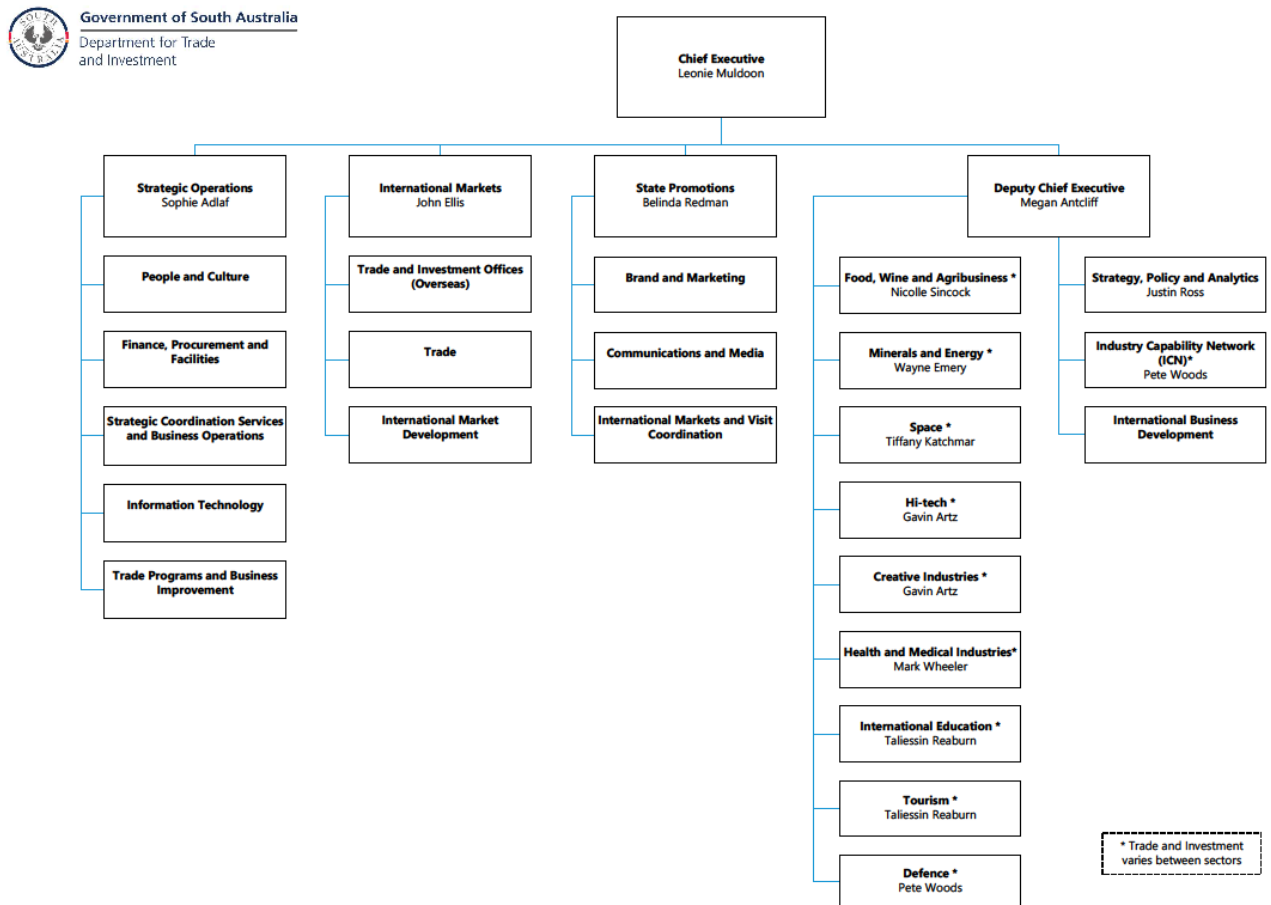 SOUTH
AUSTRALIA
Government of South Australia
Department for Trade
and Investment
Chief Executive
Leonie Muldoon
Strategic Operations
Sophie Adlaf
People and Culture
Finance, Procurement and
Facilities
Strategic Coordination Services
and Business Operations
Information Technology
Trade Programs and Business
Improvement
International Markets
John Ellis
Trade and Investment Offices
(Overseas)
Trade
International Market
Development
State Promotions
Belinda Redman
Brand and Marketing
Communications and Media
International Markets and Visit
Coordination
Deputy Chief Executive
Megan Antcliff
Food, Wine and Agribusiness *
Nicolle Sincock
Minerals and Energy *
Wayne Emery
Space *
Tiffany Katchmar
Hi-tech *
Gavin Artz
Creative Industries *
Gavin Artz
Health and Medical Industries*
Mark Wheeler
International Education *
Taliessin Reaburn
Tourism *
Taliessin Reaburn
Defence *
Pete Woods
Strategy, Policy and Analytics
Justin Ross
Industry Capability Network
(ICN)*
Pete Woods
International Business
Development
* Trade and Investment
varies between sectors